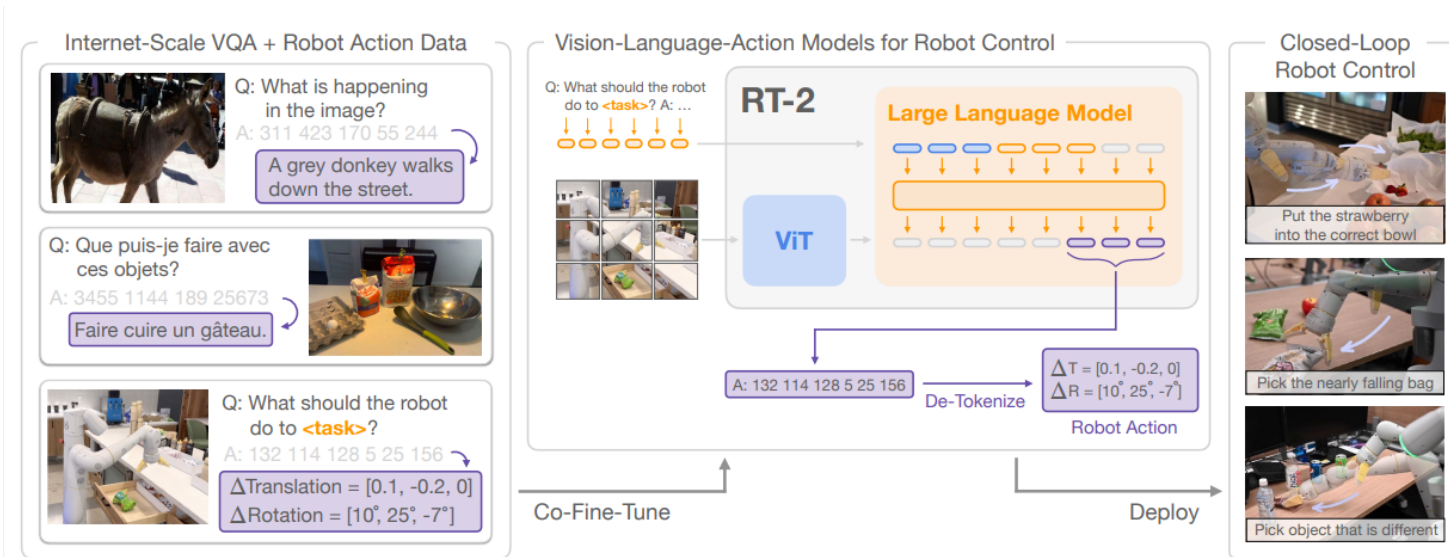 Internet-Scale VQA + Robot Action Data
Q: What is happening
in the image?
A: 311 423 170 55 244
A grey donkey walks
down the street.
Q: Que puis-je faire avec
ces objets?
A: 3455 1144 189 25673
Faire cuire un gâteau.
Q: What should the robot
do to <task>?
A: 132 114 128 5 25 156
ΔTranslation = [0.1, -0.2, 0]
ΔRotation = [10°, 25°, -7°]
Co-Fine-Tune
Vision-Language-Action Models for Robot Control
Q: What should the robot
do to <task>? A: …
RT-2
Large Language Model
ViT
A: 132 114 128 5 25 156
De-Tokenize
ΔT = [0.1, -0.2, 0]
ΔR = [10°, 25°, -7°]
Robot Action
Deploy
Closed-Loop
Robot Control
Put the strawberry
into the correct bowl
Pick the nearly falling bag
Pick object that is different